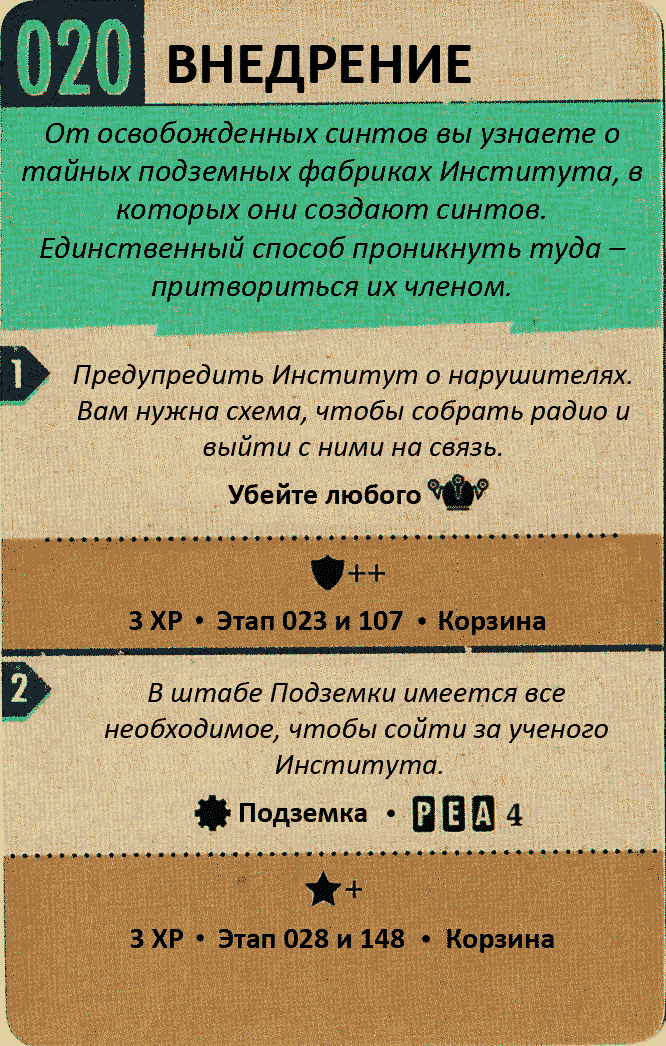 020 ВНЕДРЕНИЕ
От освобожденных синтов вы узнаете о
тайных подземных фабриках Института, в
которых они создают синтов.
Единственный способ проникнуть туда –
притвориться их членом.
1
Предупредить Институт о нарушителях.
Вам нужна схема, чтобы собрать радио и
выйти с ними на связь.
Убейте любого
++
3 XP • Этап 023 и 107 • Корзина
2
В штабе Подземки имеется все
необходимое, чтобы сойти за ученого
Института.
Подземка • P E A 4
+
3 XP • Этап 028 и 148 • Корзина